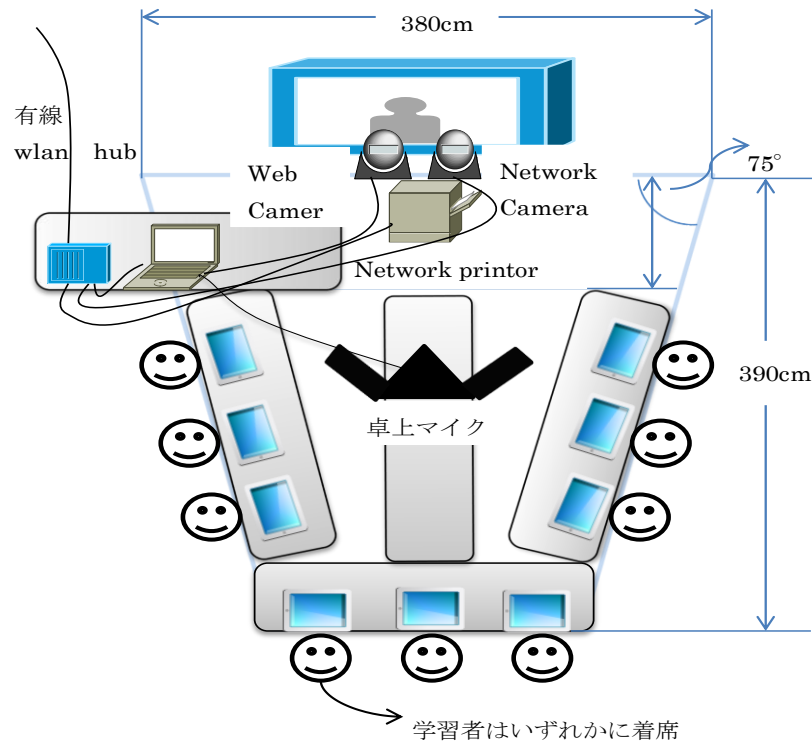 380cm
有線
wlan hub
Web
Camer
Network
Camera
75°
Network printor
390cm
卓上マイク
学習者はいずれかに着席